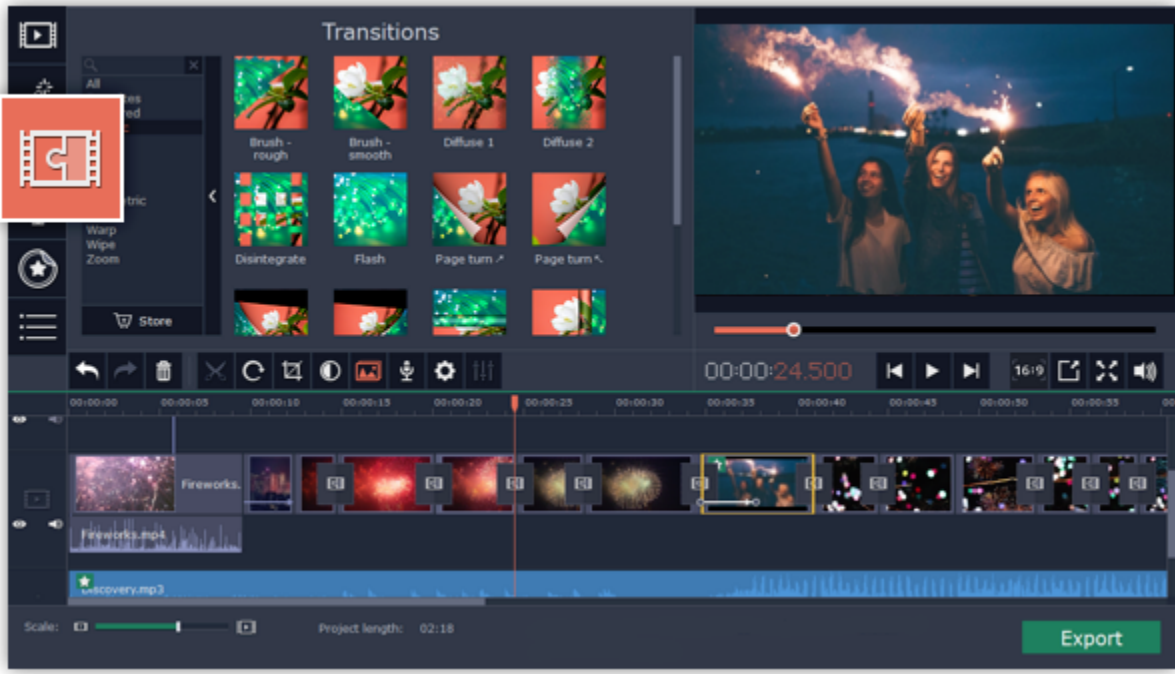 Transitions
All
Warp
Wipe
Zoom
Store
Brush -
rough
Brush -
smooth
Diffuse 1
Diffuse 2
Disintegrate
Flash
Page turn ↗
Page turn ↖
00:00:24.500
16:9
00:00:00 00:00:05 00:00:10 00:00:15 00:00:20 00:00:25 00:00:30 00:00:35 00:00:40 00:00:45 00:00:50 00:00:55
Fireworks.
Fireworks.mp4
Discovery.mp3
Scale:
Project length: 02:18
Export